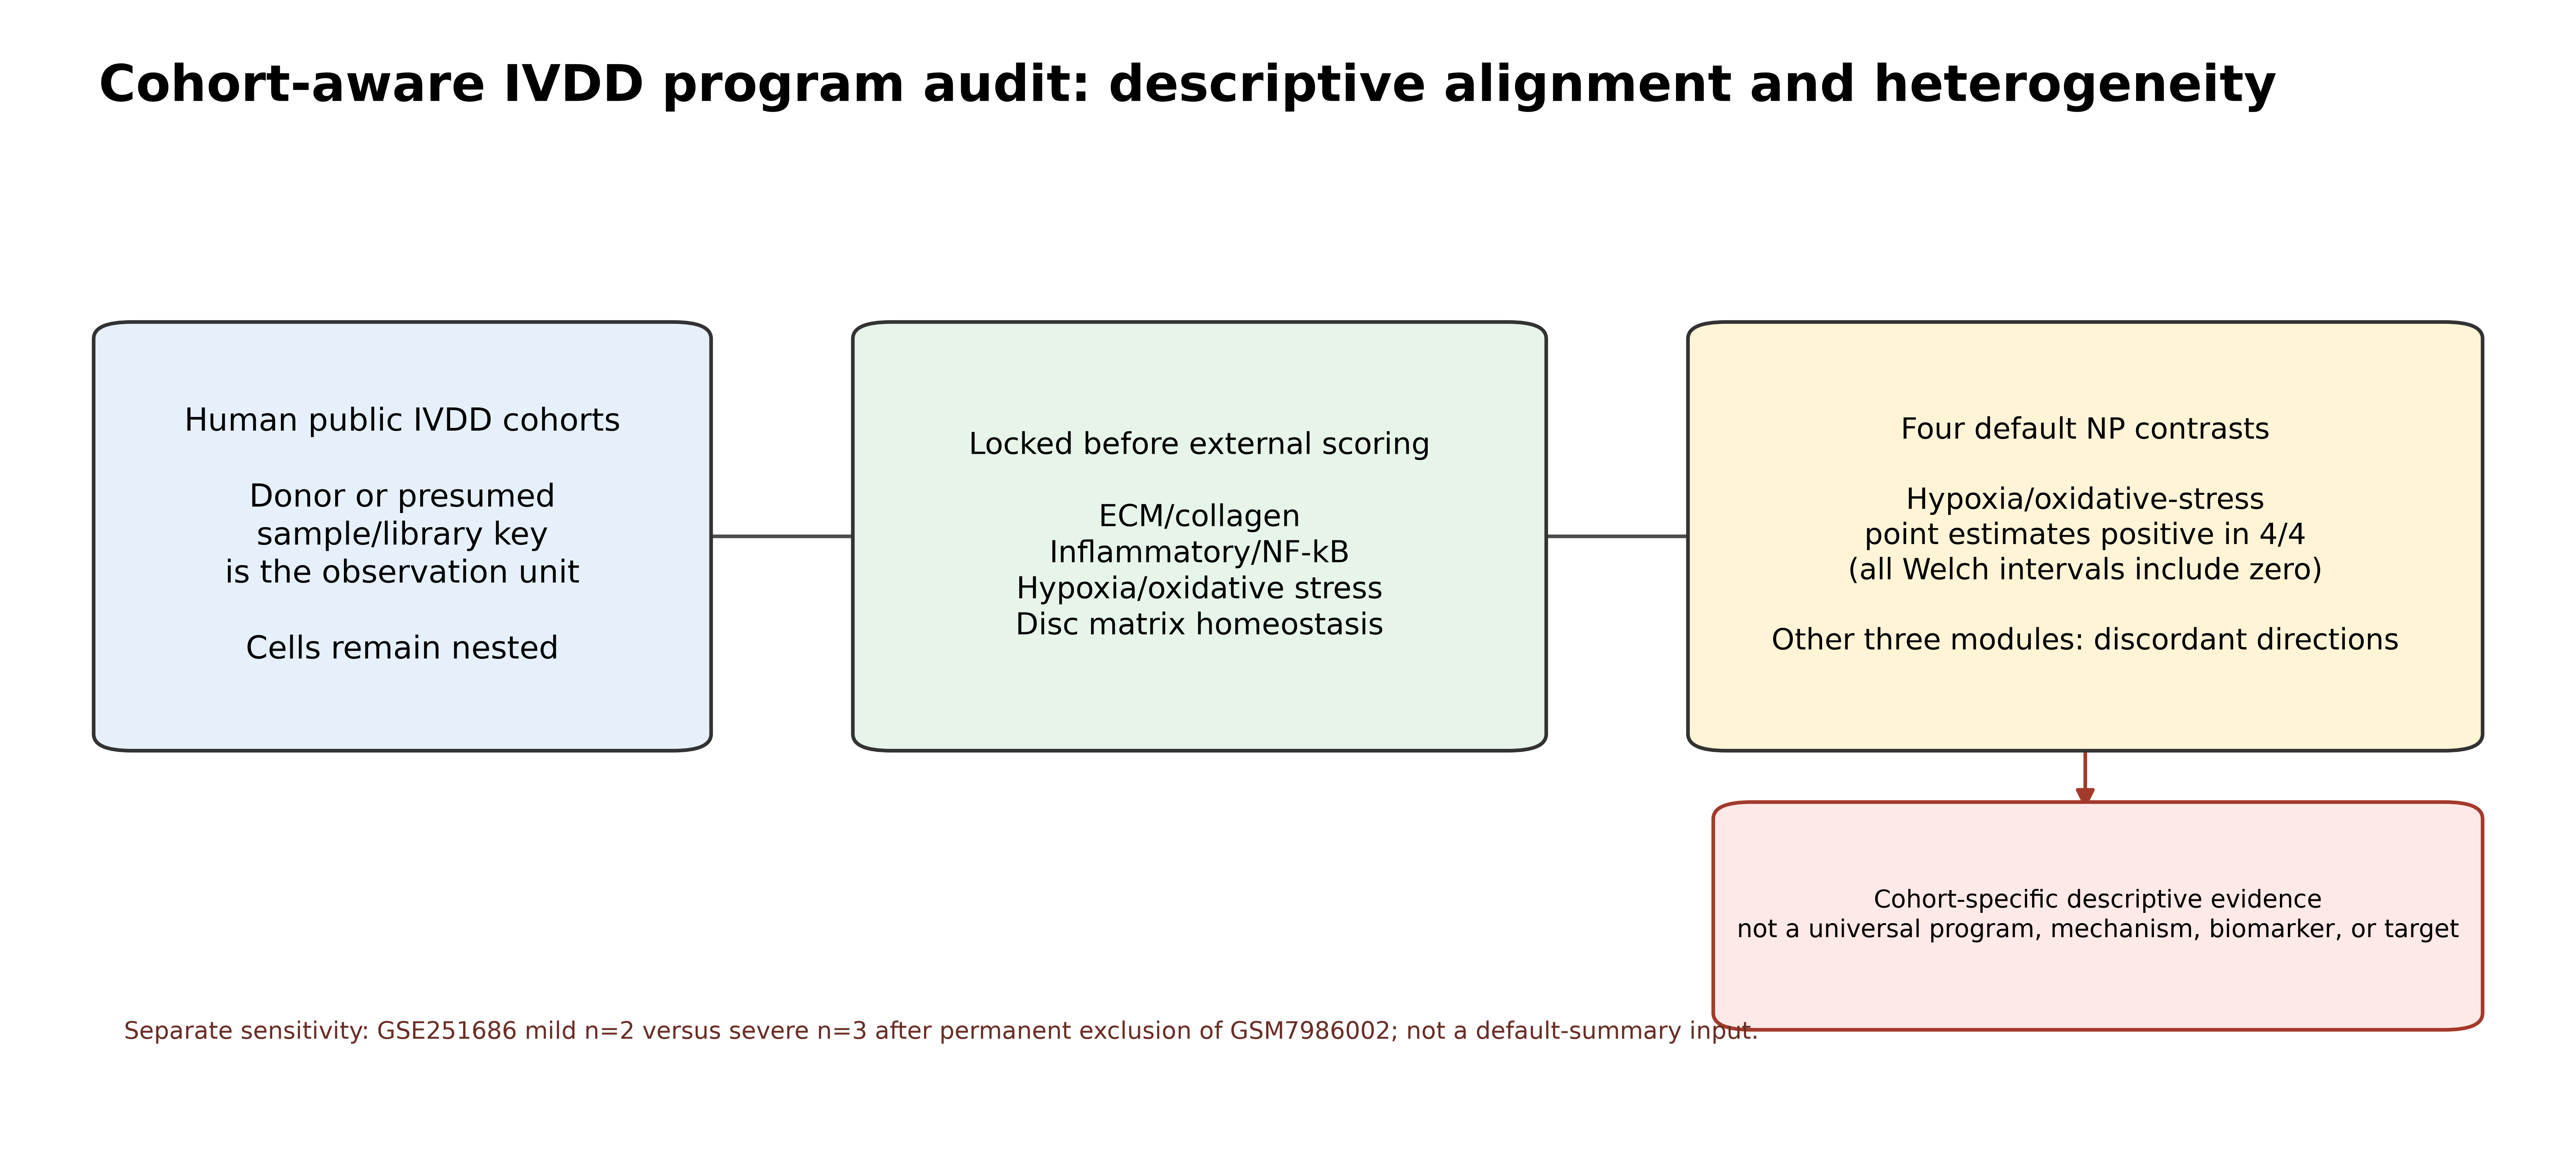 Cohort-aware IVDD program audit: descriptive alignment and heterogeneity
Human public IVDD cohorts
Donor or presumed
sample/library key
is the observation unit
Cells remain nested
Locked before external scoring
ECM/collagen
Inflammatory/NF-kB
Hypoxia/oxidative stress
Disc matrix homeostasis
Four default NP contrasts
Hypoxia/oxidative-stress
point estimates positive in 4/4
(all Welch intervals include zero)
Other three modules: discordant directions
Cohort-specific descriptive evidence
not a universal program, mechanism, biomarker, or target
Separate sensitivity: GSE251686 mild n=2 versus severe n=3 after permanent exclusion of GSM7986002; not a default-summary input.